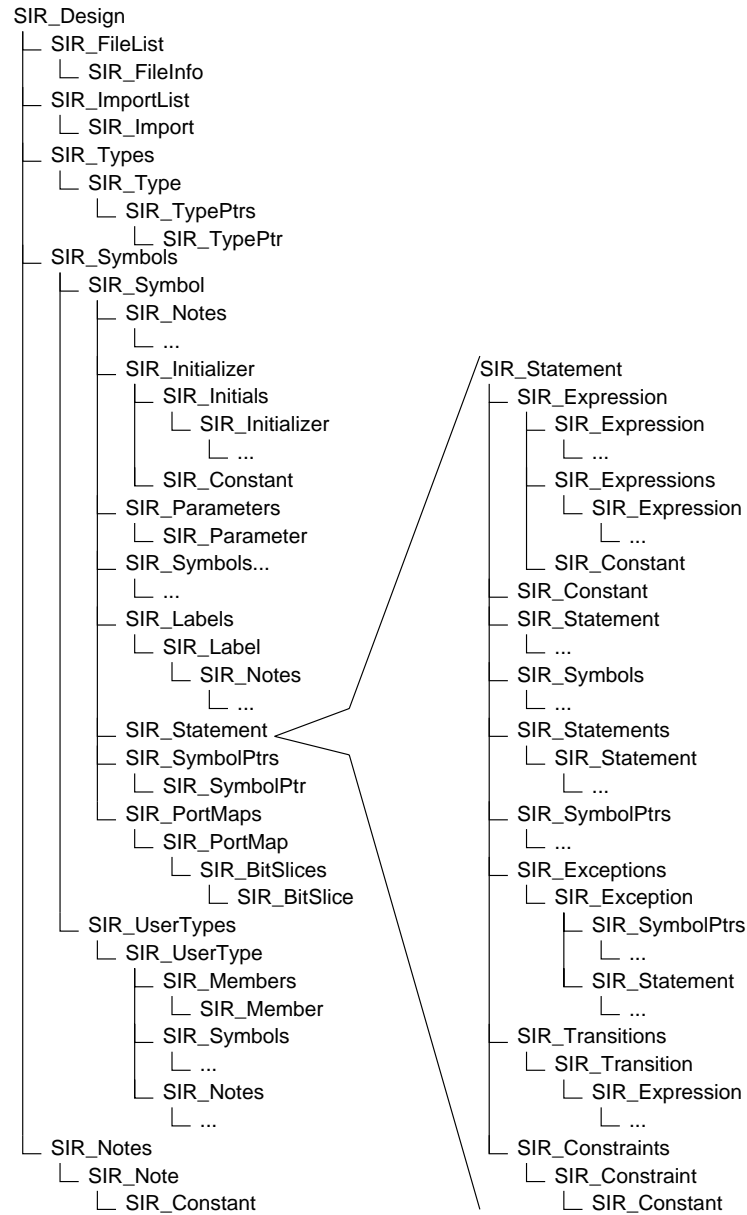 SIR_Design
SIR_FileList
SIR_FileInfo
SIR_ImportList
SIR_Import
SIR_Types
SIR_Type
SIR_TypePtrs
SIR_TypePtr
SIR_Symbols
SIR_Symbol
SIR_Notes
...
SIR_Initializer
SIR_Initials
SIR_Initializer
...
SIR_Constant
SIR_Parameters
SIR_Parameter
SIR_Symbols...
...
SIR_Labels
SIR_Label
SIR_Notes
...
SIR_Statement
SIR_SymbolPtrs
SIR_SymbolPtr
SIR_PortMaps
SIR_PortMap
SIR_BitSlices
SIR_BitSlice
SIR_UserTypes
SIR_UserType
SIR_Members
SIR_Member
SIR_Symbols
...
SIR_Notes
...
SIR_Notes
SIR_Note
SIR_Constant
SIR_Statement
SIR_Expression
SIR_Expression
...
SIR_Expressions
SIR_Expression
...
SIR_Constant
SIR_Constant
SIR_Statement
...
SIR_Symbols
...
SIR_Statements
SIR_Statement
...
SIR_SymbolPtrs
...
SIR_Exceptions
SIR_Exception
SIR_SymbolPtrs
...
SIR_Statement
...
SIR_Transitions
SIR_Transition
SIR_Expression
...
SIR_Constraints
SIR_Constraint
SIR_Constant